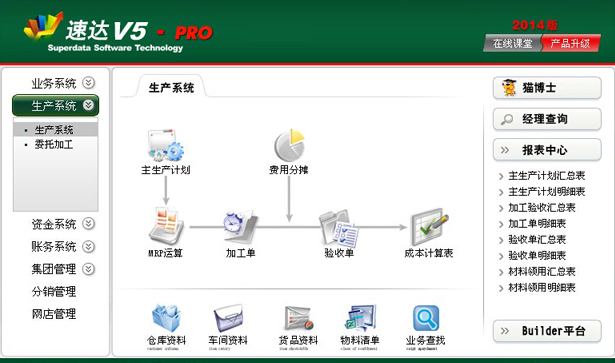 速达 V5 · PRO
Superdata Software Technology
2014版
在线课堂
产品升级
业务系统
生产系统
生产系统
委托加工
资金系统
账务系统
集团管理
分销管理
网店管理
生产系统
主生产计划
费用分摊
MRP运算
加工单
验收单
成本计算表
仓库资料
车间资料
货品资料
物料清单
业务查找
猫博士
经理查询
报表中心
主生产计划汇总表
主生产计划明细表
加工验收汇总表
加工单明细表
验收单汇总表
验收单明细表
材料领用汇总表
材料领用明细表
Builder平台